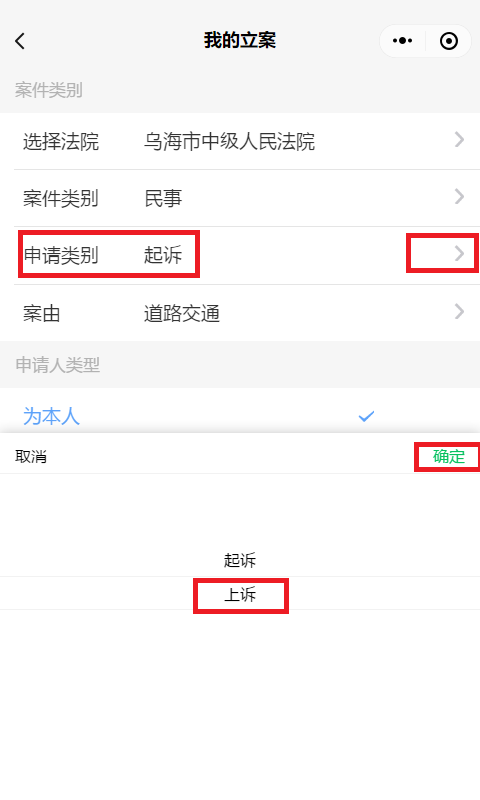 我的立案
案件类别
选择法院 乌海市中级人民法院
案件类别 民事
申请类别 起诉
案由 道路交通
申请人类型
为本人
取消 确定
起诉
上诉